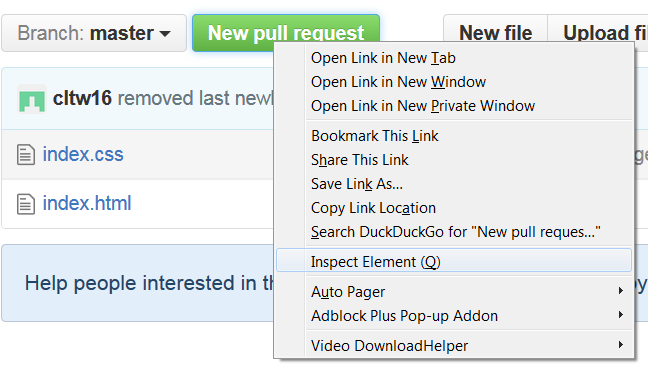 Branch: master
New pull request
New file
Upload fil
cltw16 removed last new
Open Link in New Tab
Open Link in New Window
Open Link in New Private Window
Bookmark This Link
Share This Link
Save Link As...
Copy Link Location
Search DuckDuckGo for "New pull reques..."
Inspect Element (Q)
Auto Pager
Adblock Plus Pop-up Addon
Video DownloadHelper
index.css
index.html
Help people interested in th